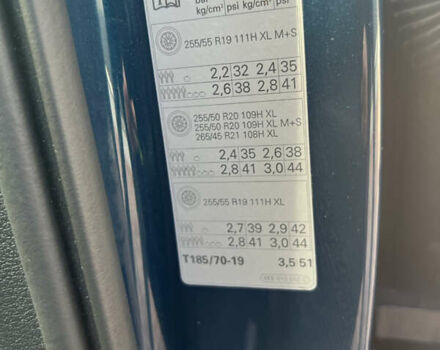 kg/cm² psi kg/cm² psi
255/55 R19 111H XL M+S
2,2 32 2,4 35
2,6 38 2,8 41
255/50 R20 109H XL
255/50 R20 109H XL M+S
265/45 R21 108H XL
2,4 35 2,6 38
2,8 41 3,0 44
255/55 R19 111H XL
2,7 39 2,9 42
2,8 41 3,0 44
T185/70-19 3,5 51